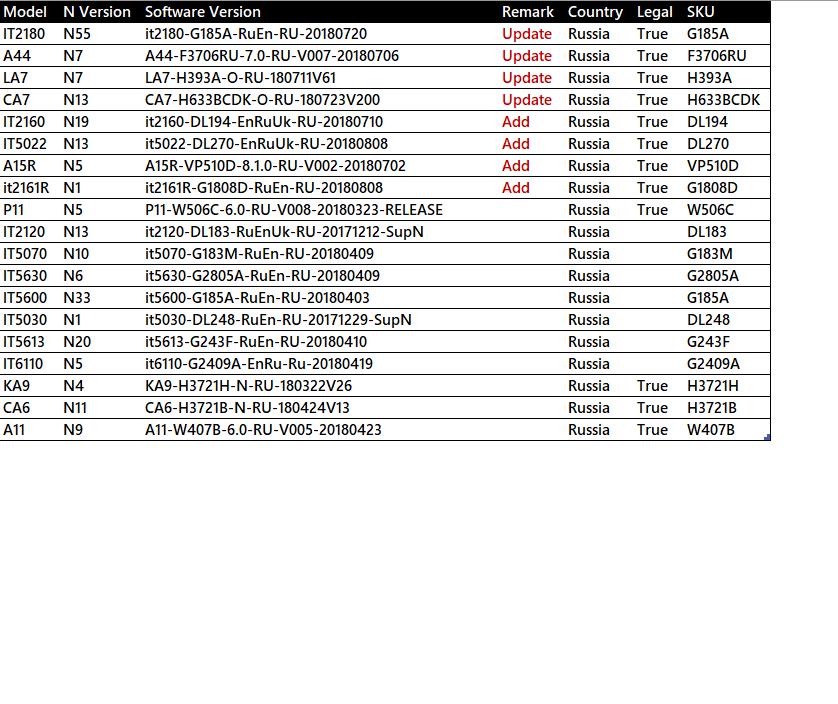 Model N Version Software Version Remark Country Legal SKU
IT2180 N55 it2180-G185A-RuEn-RU-20180720 Update Russia True G185A
A44 N7 A44-F3706RU-7.0-RU-V007-20180706 Update Russia True F3706RU
LA7 N7 LA7-H393A-O-RU-180711V61 Update Russia True H393A
CA7 N13 CA7-H633BCDK-O-RU-180723V200 Update Russia True H633BCDK
IT2160 N19 it2160-DL194-EnRuUk-RU-20180710 Add Russia True DL194
IT5022 N13 it5022-DL270-EnRuUk-RU-20180808 Add Russia True DL270
A15R N5 A15R-VP510D-8.1.0-RU-V002-20180702 Add Russia True VP510D
it2161R N1 it2161R-G1808D-RuEn-RU-20180808 Add Russia True G1808D
P11 N5 P11-W506C-6.0-RU-V008-20180323-RELEASE Russia True W506C
IT2120 N13 it2120-DL183-RuEnUk-RU-20171212-SupN Russia DL183
IT5070 N10 it5070-G183M-RuEn-RU-20180409 Russia G183M
IT5630 N6 it5630-G2805A-RuEn-RU-20180409 Russia G2805A
IT5600 N33 it5600-G185A-RuEn-RU-20180403 Russia G185A
IT5030 N1 it5030-DL248-RuEn-RU-20171229-SupN Russia DL248
IT5613 N20 it5613-G243F-RuEn-RU-20180410 Russia G243F
IT6110 N5 it6110-G2409A-EnRu-Ru-20180419 Russia G2409A
KA9 N4 KA9-H3721H-N-RU-180322V26 Russia True H3721H
CA6 N11 CA6-H3721B-N-RU-180424V13 Russia True H3721B
A11 N9 A11-W407B-6.0-RU-V005-20180423 Russia True W407B